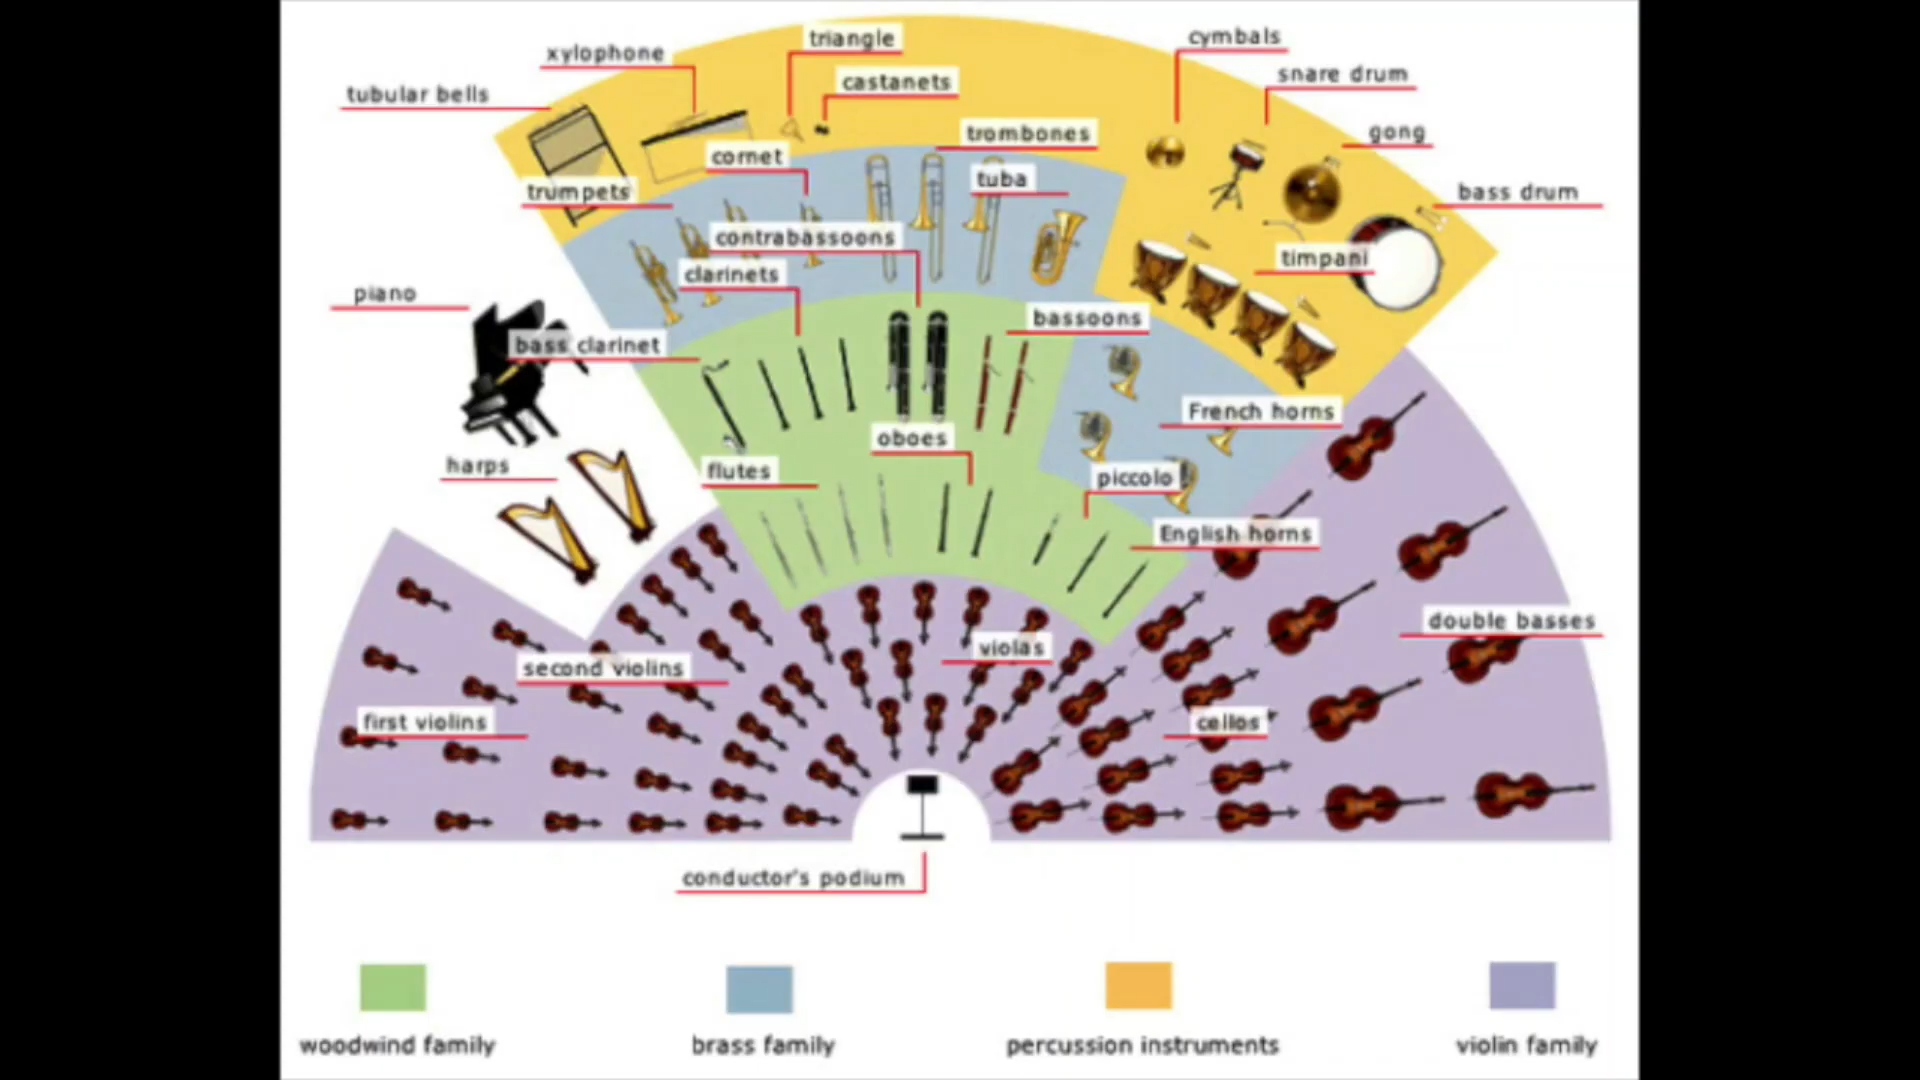 triangle
cymbals
xylophone
snare drum
castanets
tubular bells
gong
trombones
cornet
tuba
trumpets
bass drum
contrabassoons
timpani
clarinets
piano
bassoons
bass clarinet
French horns
oboes
harps
flutes
piccolo
English horns
double basses
violas
second violins
first violins
cellos
conductor's podium
woodwind family
brass family
percussion instruments
violin family